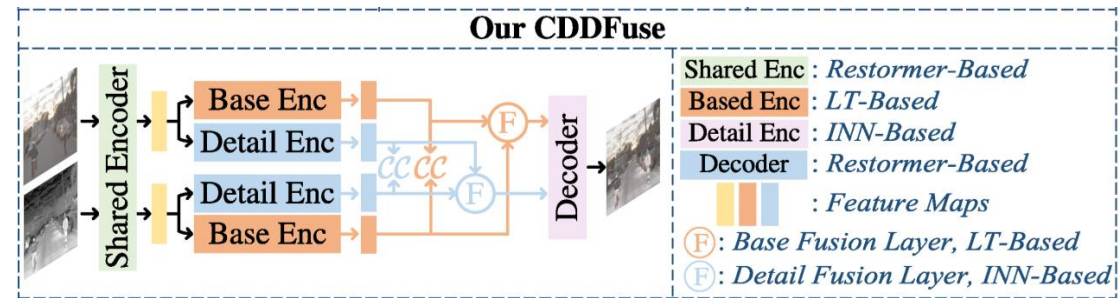 Our CDDFuse
Shared Encoder
Base Enc
Detail Enc
CC CC
Detail Enc
Base Enc
F
F
Decoder
Shared Enc : Restormer-Based
Based Enc : LT-Based
Detail Enc : INN-Based
Decoder : Restormer-Based
: Feature Maps
F : Base Fusion Layer, LT-Based
F : Detail Fusion Layer, INN-Based